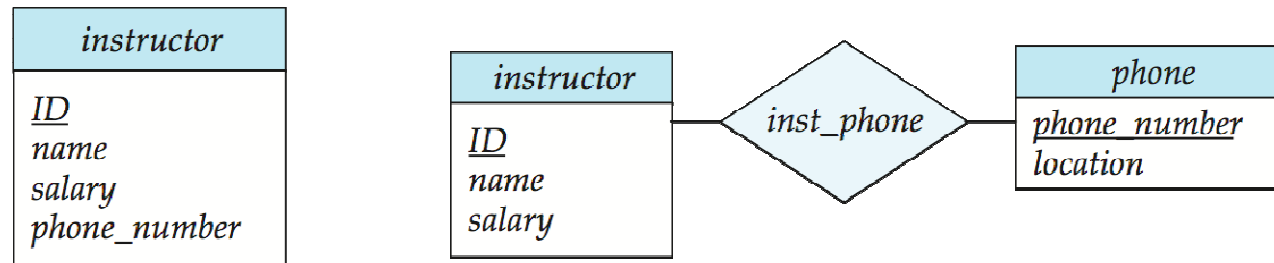 instructor
ID
name
salary
phone_number
instructor
ID
name
salary
inst_phone
phone
phone_number
location